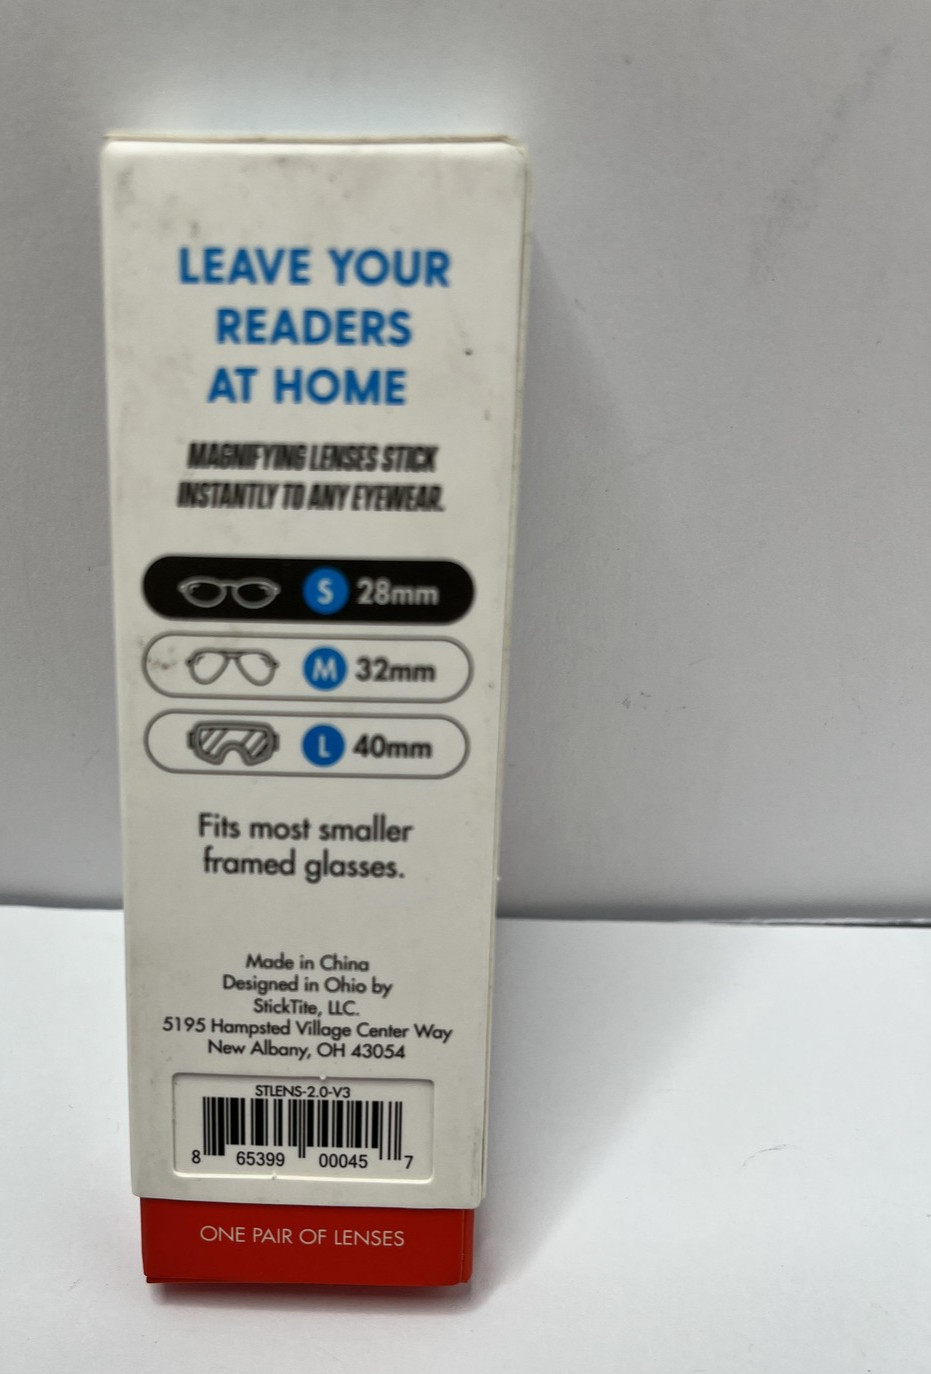 LEAVE YOUR
READERS
AT HOME
MAGNIFYING LENSES STICK
INSTANTLY TO ANY EYEWEAR.
S 28mm
M 32mm
L 40mm
Fits most smaller
framed glasses.
Made in China
Designed in Ohio by
StickTite, LLC.
5195 Hampsted Village Center Way
New Albany, OH 43054
STLENS-2.0-V3
8 65399 00045 7
ONE PAIR OF LENSES